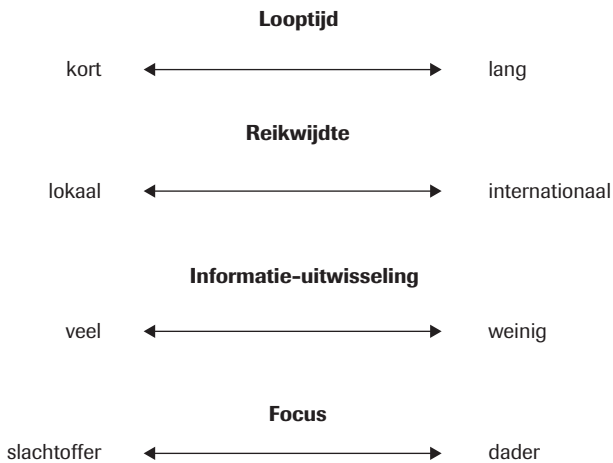 Looptijd
kort lang
Reikwijdte
lokaal internationaal
Informatie-uitwisseling
veel weinig
Focus
slachtoffer dader